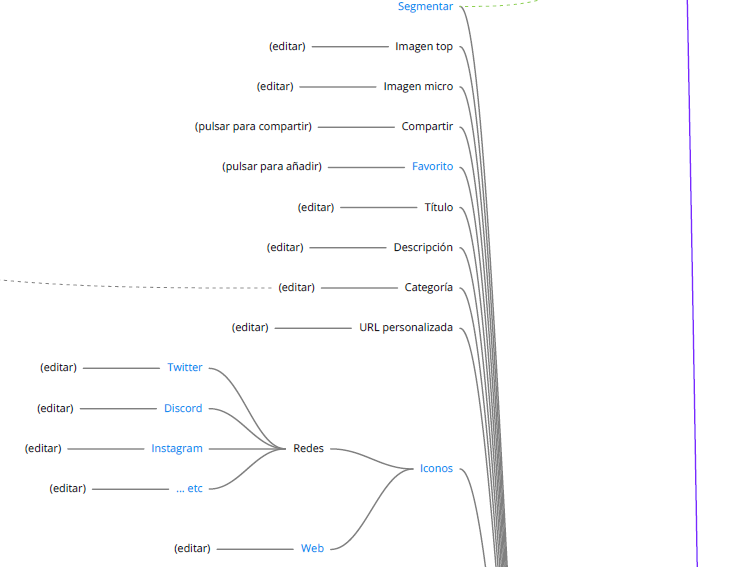 Segmentar
(editar) Imagen top
(editar) Imagen micro
(pulsar para compartir) Compartir
(pulsar para añadir) Favorito
(editar) Título
(editar) Descripción
(editar) Categoría
(editar) URL personalizada
(editar) Twitter
(editar) Discord
(editar) Instagram Redes
Iconos
(editar) ... etc
(editar) Web